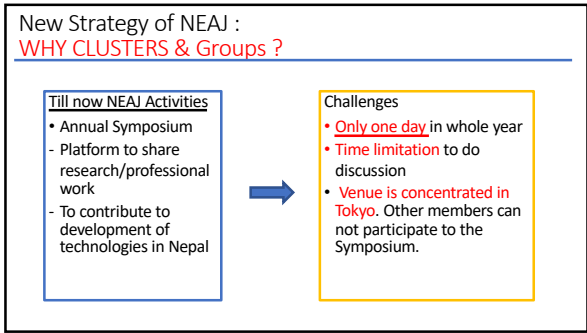 New Strategy of NEAJ :
WHY CLUSTERS & Groups ?
Till now NEAJ Activities
• Annual Symposium
- Platform to share
research/professional
work
- To contribute to
development of
technologies in Nepal
Challenges
• Only one day in whole year
• Time limitation to do
discussion
• Venue is concentrated in
Tokyo. Other members can
not participate to the
Symposium.